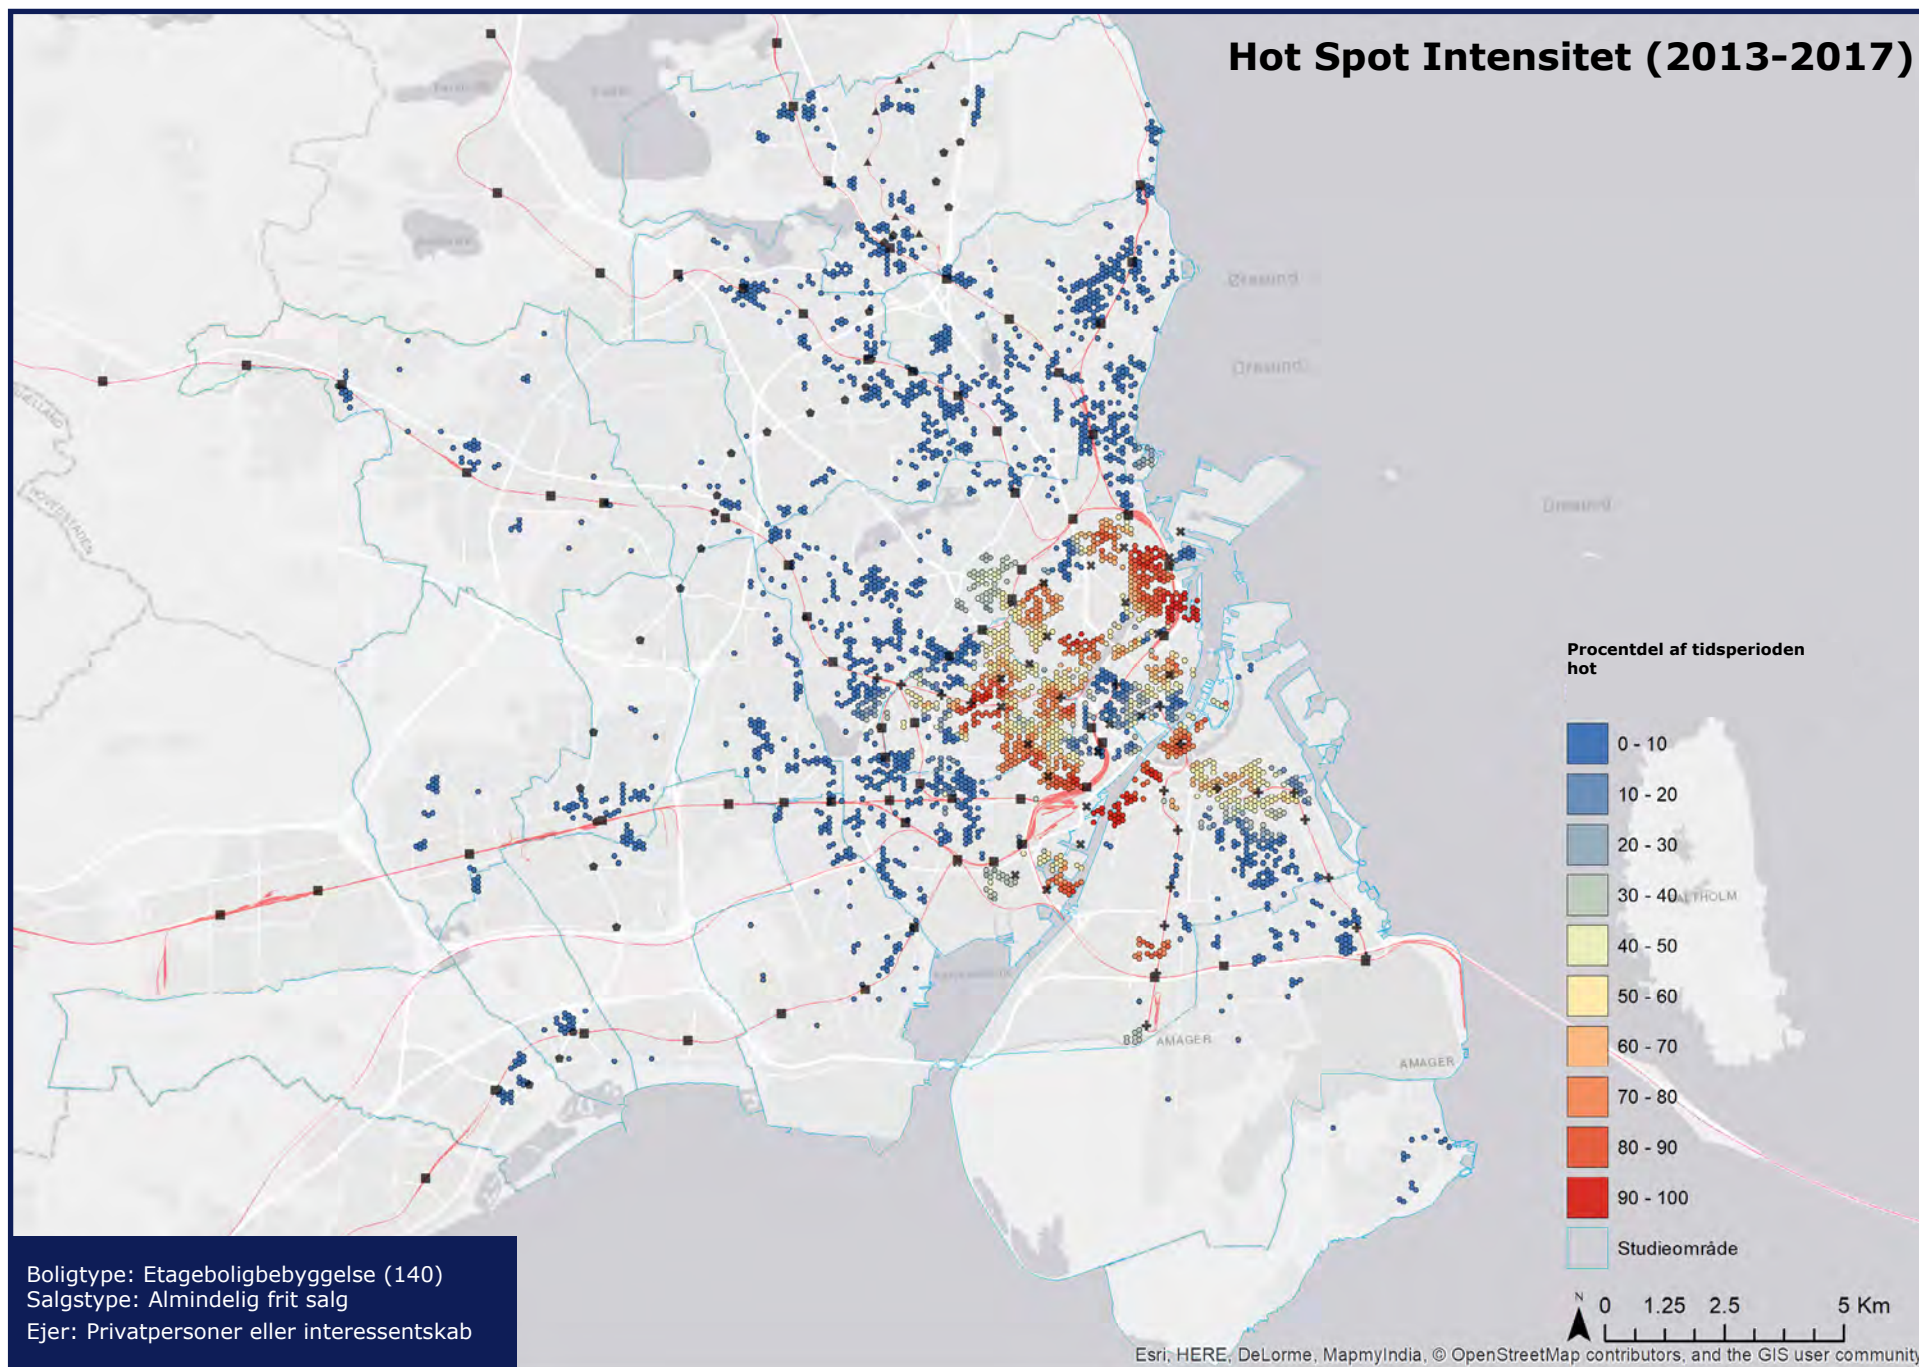 Hot Spot Intensitet (2013-2017)
Øresund
Øresund
Øresund
HOVEDSTADEN
Procentdel af tidsperioden
hot
0 - 10
10 - 20
20 - 30
30 - 40
SALTHOLM
40 - 50
50 - 60
60 - 70
70 - 80
80 - 90
90 - 100
Studieområde
AMAGER
AMAGER
Boligtype: Etageboligbebyggelse (140)
Salgstype: Almindelig frit salg
Ejer: Privatpersoner eller interessentskab
N
0 1.25 2.5 5 Km
Esri, HERE, DeLorme, MapmyIndia, © OpenStreetMap contributors, and the GIS user community